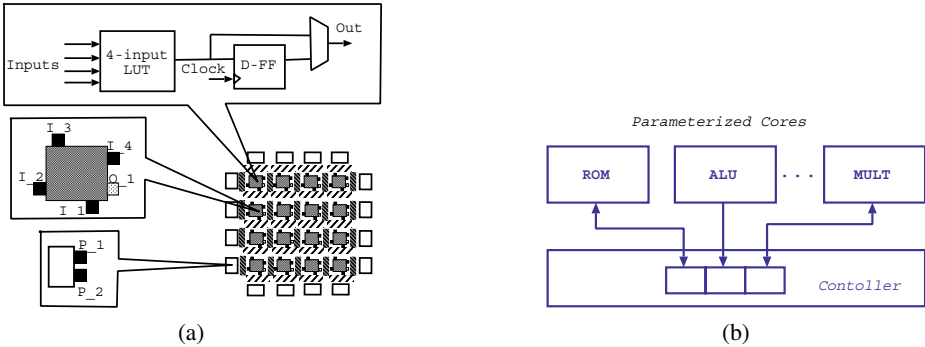 Out
4-input
LUT
Inputs
Clock
D-FF
I_3
I_4
I_2
O_1
I_1
P_1
P_2
(a)
Parameterized Cores
ROM
ALU
. . .
MULT
Contoller
(b)